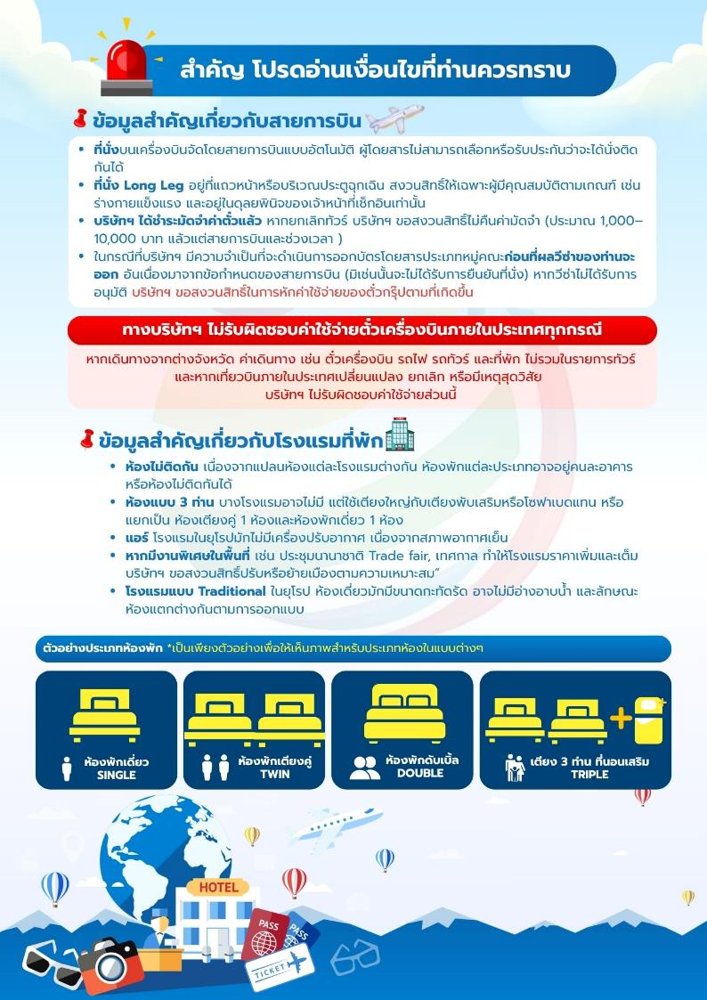 สำคัญ โปรดอ่านเงื่อนไขที่ท่านควรทราบ
ข้อมูลสำคัญเกี่ยวกับสายการบิน
• ที่นั่งบนเครื่องบินจัดโดยสายการบินแบบอัตโนมัติ ผู้โดยสารไม่สามารถเลือกหรือรับประกันว่าจะได้นั่งติด
กันได้
• ที่นั่ง Long Leg อยู่ที่แถวหน้าหรือบริเวณประตูฉุกเฉิน สงวนสิทธิ์ให้เฉพาะผู้มีคุณสมบัติตามเกณฑ์ เช่น
ร่างกายแข็งแรง และอยู่ในดุลยพินิจของเจ้าหน้าที่เช็กอินเท่านั้น
• บริษัทฯ ได้ชำระมัดจำค่าตั๋วแล้ว หากยกเลิกทัวร์ บริษัทฯ ขอสงวนสิทธิ์ไม่คืนค่ามัดจำ (ประมาณ 1,000–
10,000 บาท แล้วแต่สายการบินและช่วงเวลา )
• ในกรณีที่บริษัทฯ มีความจำเป็นที่จะดำเนินการออกบัตรโดยสารประเภทหมู่คณะก่อนที่ผลวีซ่าของท่านจะ
ออก อันเนื่องมาจากข้อกำหนดของสายการบิน (มิเช่นนั้นจะไม่ได้รับการยืนยันที่นั่ง) หากวีซ่าไม่ได้รับการ
อนุมัติ บริษัทฯ ขอสงวนสิทธิ์ในการหักค่าใช้จ่ายของตั๋วกรุ๊ปตามที่เกิดขึ้น
ทางบริษัทฯ ไม่รับผิดชอบค่าใช้จ่ายตั๋วเครื่องบินภายในประเทศทุกกรณี
หากเดินทางจากต่างจังหวัด ค่าเดินทาง เช่น ตั๋วเครื่องบิน รถไฟ รถทัวร์ และที่พัก ไม่รวมในรายการทัวร์
และหากเที่ยวบินภายในประเทศเปลี่ยนแปลง ยกเลิก หรือมีเหตุสุดวิสัย
บริษัทฯ ไม่รับผิดชอบค่าใช้จ่ายส่วนนี้
ข้อมูลสำคัญเกี่ยวกับโรงแรมที่พัก
• ห้องไม่ติดกัน เนื่องจากแปลนห้องแต่ละโรงแรมต่างกัน ห้องพักแต่ละประเภทอาจอยู่คนละอาคาร
หรือห้องไม่ติดกันได้
• ห้องแบบ 3 ท่าน บางโรงแรมอาจไม่มี แต่ใช้เตียงใหญ่กับเตียงพับเสริมหรือโซฟาเบดแทน หรือ
แยกเป็น ห้องเตียงคู่ 1 ห้องและห้องพักเดี่ยว 1 ห้อง
• แอร์ โรงแรมในยุโรปมักไม่มีเครื่องปรับอากาศ เนื่องจากสภาพอากาศเย็น
• หากมีงานพิเศษในพื้นที่ เช่น ประชุมนานาชาติ Trade fair, เทศกาล ทำให้โรงแรมราคาเพิ่มและเต็ม
บริษัทฯ ขอสงวนสิทธิ์ปรับหรือย้ายเมืองตามความเหมาะสม”
• โรงแรมแบบ Traditional ในยุโรป ห้องเดี่ยวมักมีขนาดกะทัดรัด อาจไม่มีอ่างอาบน้ำ และลักษณะ
ห้องแตกต่างกันตามการออกแบบ
ตัวอย่างประเภทห้องพัก *เป็นเพียงตัวอย่างเพื่อให้เห็นภาพสำหรับประเภทห้องในแบบต่างๆ
ห้องพักเดี่ยว
SINGLE
ห้องพักเตียงคู่
TWIN
ห้องพักดับเบิ้ล
DOUBLE
เตียง 3 ท่าน ที่นอนเสริม
TRIPLE
HOTEL
PASS
PASS
TICKET